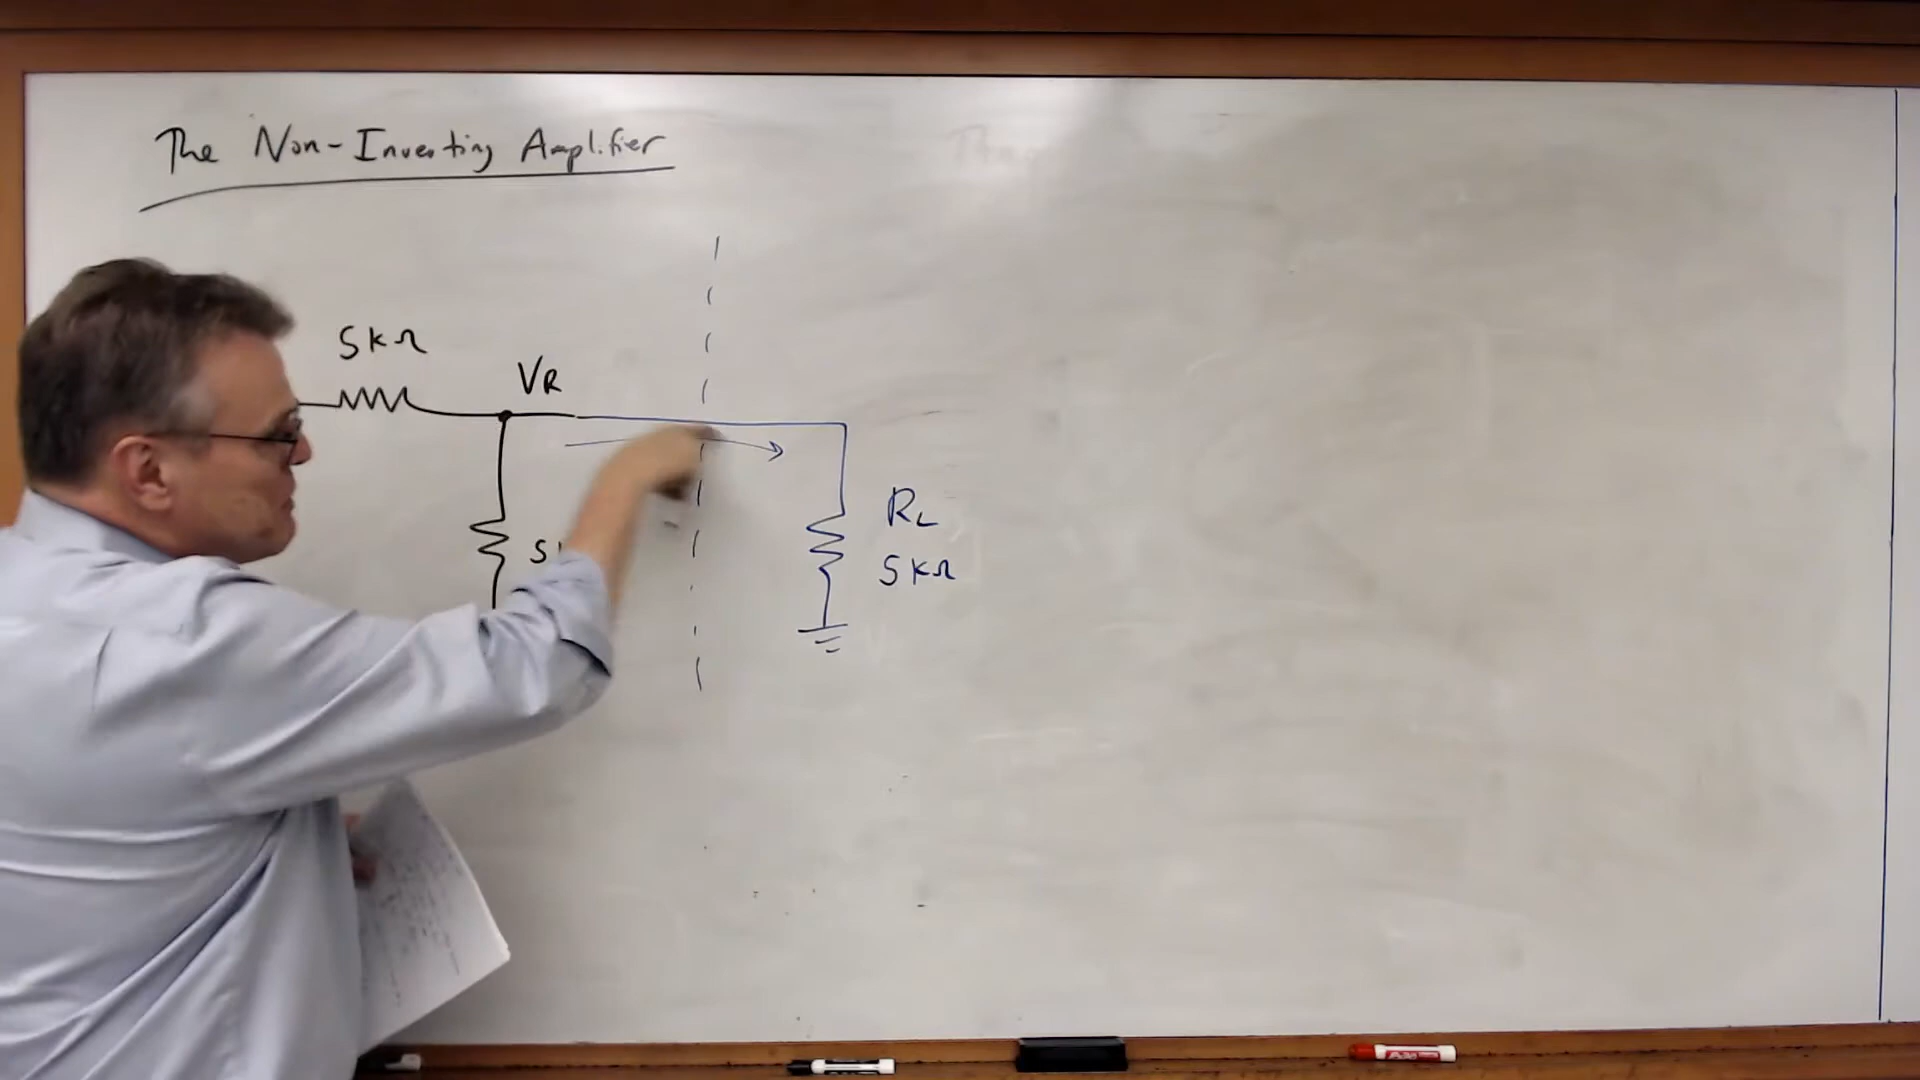 The Non-Inverting Amplifier
5kΩ
VR
RL
5kΩ